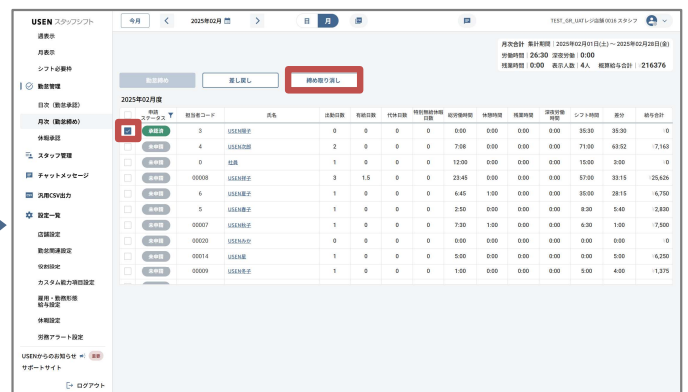 USEN スタッフシフト
今月 2025年02月 日 月
TEST_GR_UATレジ店舗 0016 スタシフ
週表示
月表示
シフト必要枠
勤怠管理
日次（勤怠承認）
月次（勤怠締め）
休暇承認
スタッフ管理
チャットメッセージ
汎用CSV出力
設定一覧
店舗設定
勤怠関連設定
役割設定
カスタム能力項目設定
雇用・勤務形態
給与設定
休暇設定
労務アラート設定
USENからのお知らせ
サポートサイト
ログアウト
月次合計 集計期間｜2025年02月01日(土)～2025年02月28日(金)
労働時間｜26:30 深夜労働｜0:00
残業時間｜0:00 表示人数｜4人 概算給与合計｜216376
勤怠締め 差し戻し 締め取り消し
2025年02月度
申請ステータス 担当者コード 氏名 出勤日数 有給日数 代休日数 特別無給休暇日数 総労働時間 休憩時間 残業時間 深夜労働時間 シフト時間 差分 給与合計
承認済 3 USEN陽子 0 0 0 0 0:00 0:00 0:00 0:00 35:30 35:30
未申請 4 USEN次郎 2 0 0 0 7:08 0:00 0:00 0:00 71:00 63:52 7,163
未申請 0 社員 1 0 0 0 12:00 0:00 0:00 0:00 15:00 3:00 0
未申請 00008 USEN祥子 3 1.5 0 0 23:45 0:00 0:00 0:00 57:00 33:15 25,626
未申請 6 USEN夏子 1 0 0 0 6:45 1:00 0:00 0:00 35:00 28:15 6,750
未申請 5 USEN春子 1 0 0 0 2:50 0:00 0:00 0:00 8:30 5:40 2,830
未申請 00007 USEN秋子 1 0 0 0 7:30 1:00 0:00 0:00 6:30 1:00 7,500
未申請 00020 USENみか 0 0 0 0 0:00 0:00 0:00 0:00 0:00 0:00 0
未申請 00014 USEN星 1 0 0 0 5:00 0:00 0:00 0:00 0:00 5:00 6,250
未申請 00009 USEN冬子 1 0 0 0 1:00 0:00 0:00 0:00 5:00 4:00 1,375